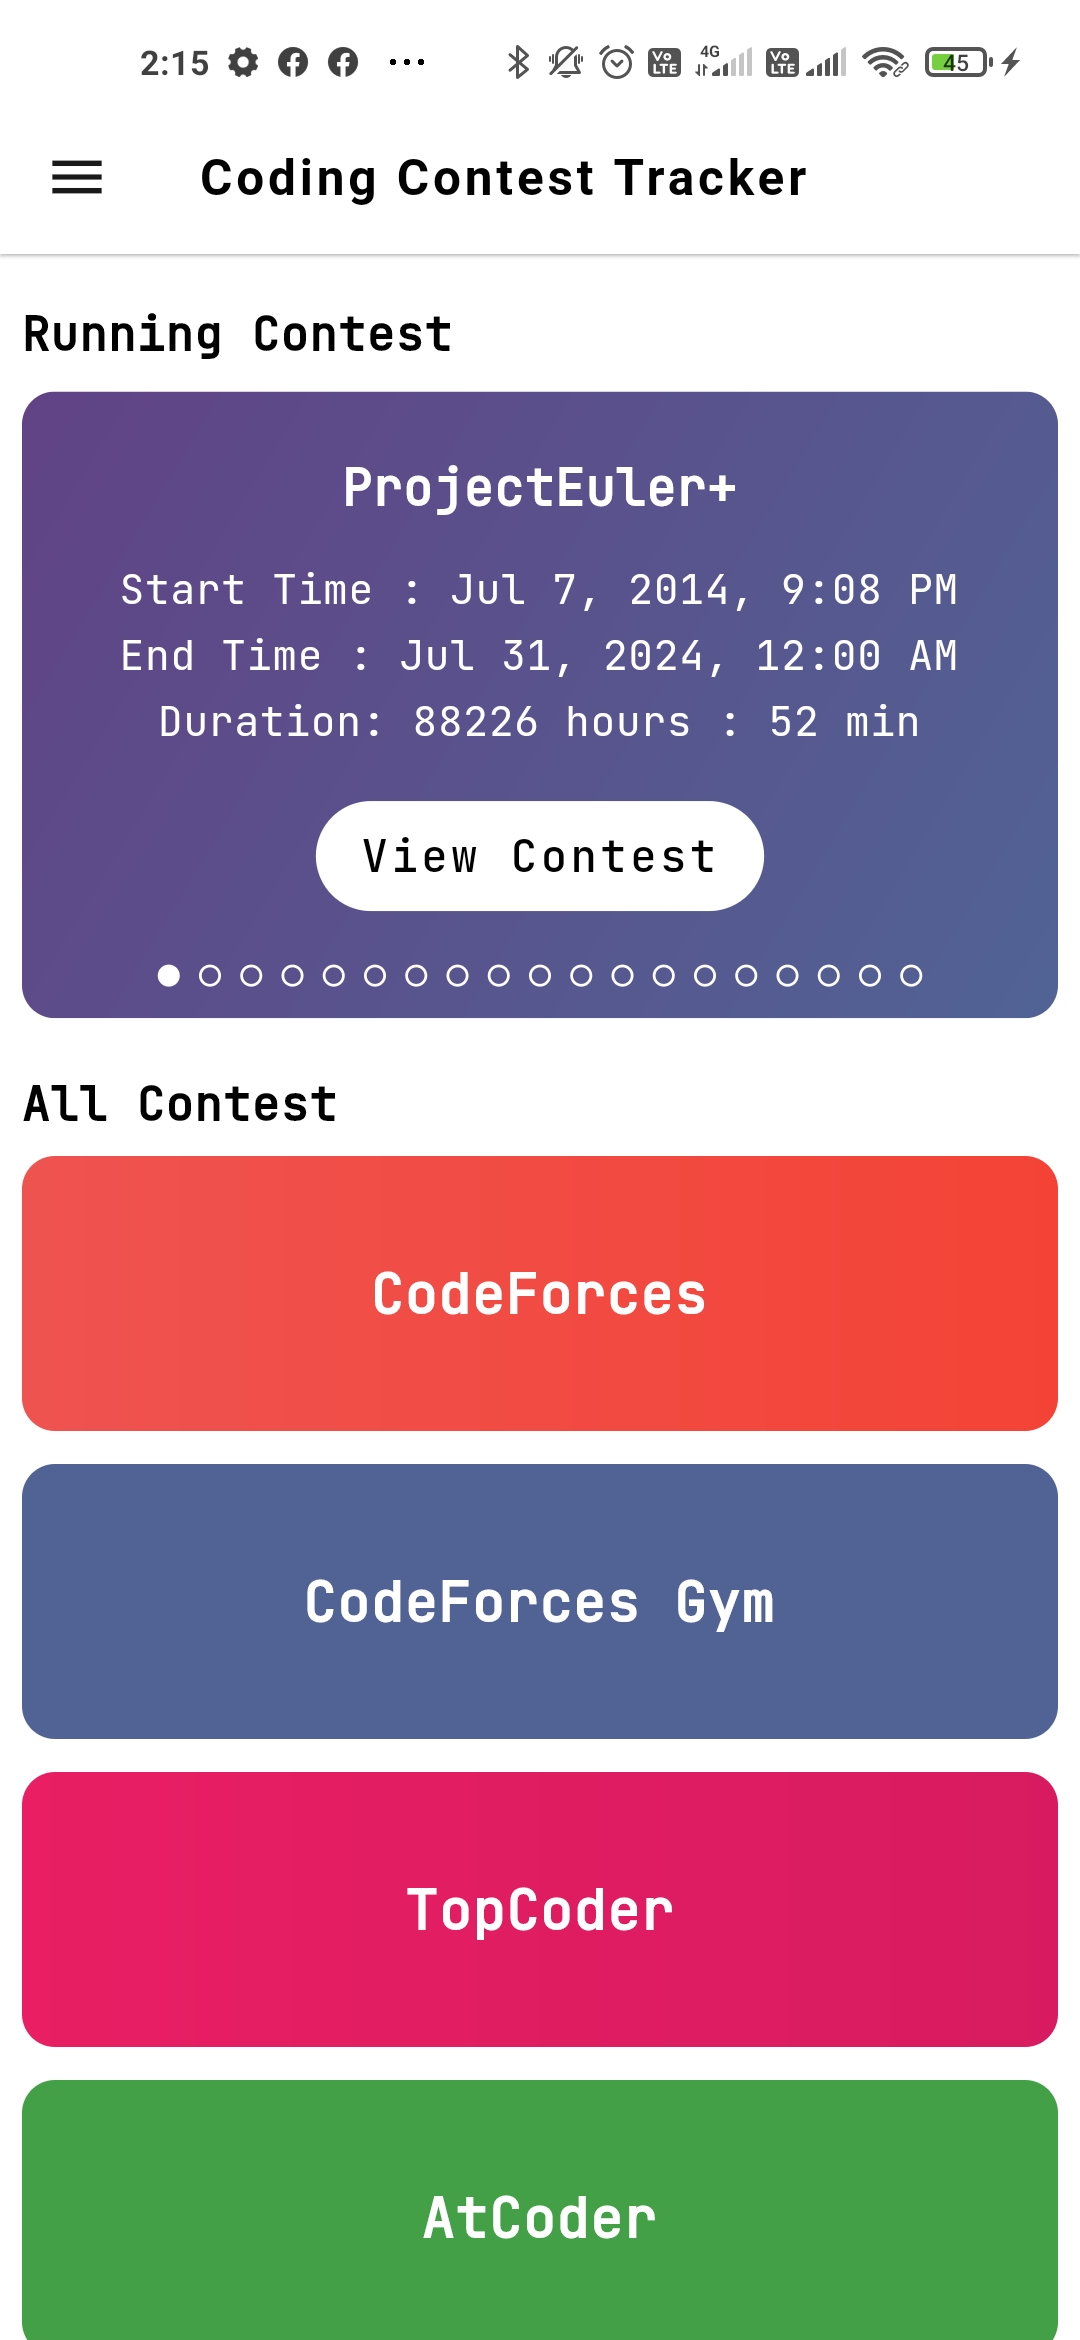 2:15 ... Vo LTE 4G Vo LTE 45
Coding Contest Tracker
Running Contest
ProjectEuler+
Start Time : Jul 7, 2014, 9:08 PM
End Time : Jul 31, 2024, 12:00 AM
Duration: 88226 hours : 52 min
View Contest
All Contest
CodeForces
CodeForces Gym
TopCoder
AtCoder